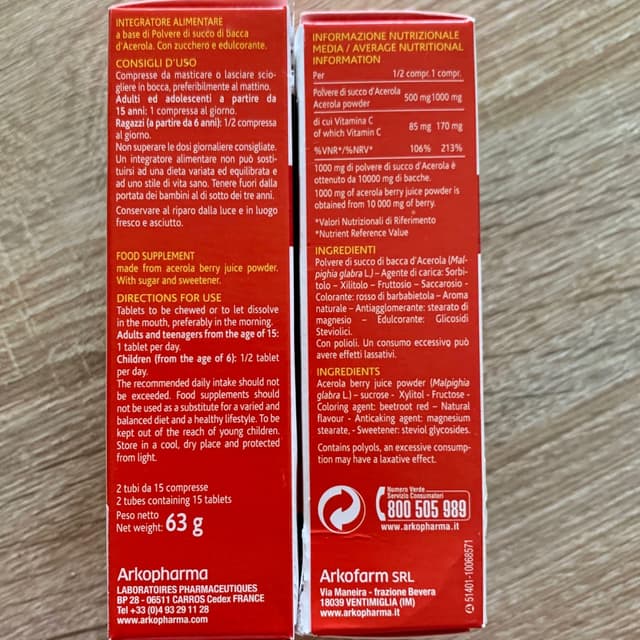 INTEGRATORE ALIMENTARE
a base di Polvere di succo di bacca
d'Acerola. Con zucchero e edulcorante.
CONSIGLI D'USO
Compresse da masticare o lasciare scio-
gliere in bocca, preferibilmente al mattino.
Adulti ed adolescenti a partire da
15 anni: 1 compressa al giorno.
Ragazzi (a partire da 6 anni): 1/2 compressa
al giorno.
Non superare le dosi giornaliere consigliate.
Un integratore alimentare non può sosti-
tuirsi ad una dieta variata ed equilibrata e
ad uno stile di vita sano. Tenere fuori dalla
portata dei bambini al di sotto dei tre anni.
Conservare al riparo dalla luce e in luogo
fresco e asciutto.
FOOD SUPPLEMENT
made from acerola berry juice powder.
With sugar and sweetener.
DIRECTIONS FOR USE
Tablets to be chewed or to let dissolve
in the mouth, preferably in the morning.
Adults and teenagers from the age of 15:
1 tablet per day.
Children (from the age of 6): 1/2 tablet
per day.
The recommended daily intake should not
be exceeded. Food supplements should
not be used as a substitute for a varied and
balanced diet and a healthy lifestyle. To be
kept out of the reach of young children.
Store in a cool, dry place and protected
from light.
2 tubi da 15 compresse
2 tubes containing 15 tablets
Peso netto
Net weight: 63 g
Arkopharma
LABORATOIRES PHARMACEUTIQUES
BP 28 - 06511 CARROS Cedex FRANCE
Tel +33 (0)4 93 29 11 28
www.arkopharma.com
INFORMAZIONE NUTRIZIONALE
MEDIA / AVERAGE NUTRITIONAL
INFORMATION
Per 1/2 compr. 1 compr.
Polvere di succo d'Acerola
Acerola powder 500 mg 1000 mg
di cui Vitamina C
of which Vitamin C 85 mg 170 mg
%VNR*/%NRV* 106% 213%
1000 mg di polvere di succo d'Acerola è
ottenuto da 10000 mg di bacche.
1000 mg of acerola berry juice powder is
obtained from 10 000 mg of berry.
*Valori Nutrizionali di Riferimento
*Nutrient Reference Value
INGREDIENTI
Polvere di succo di bacca d'Acerola (Mal-
pighia glabra L.) – Agente di carica: Sorbi-
tolo – Xilitolo – Fruttosio – Saccarosio -
Colorante: rosso di barbabietola – Aroma
naturale – Antiagglomerante: stearato di
magnesio – Edulcorante: Glicosidi
Steviolici.
Con polioli. Un consumo eccessivo può
avere effetti lassativi.
INGREDIENTS
Acerola berry juice powder (Malpighia
glabra L.) – sucrose - Xylitol - Fructose -
Coloring agent: beetroot red – Natural
flavour - Anticaking agent: magnesium
stearate, - Sweetener: steviol glycosides.
Contains polyols, an excessive consump-
tion may have a laxative effect.
Numero Verde
Servizio Consumatori
800 505 989
www.arkopharma.it
Arkofarm SRL
Via Maneira - frazione Bevera
18039 VENTIMIGLIA (IM)
www.arkopharma.it
51401-10068571